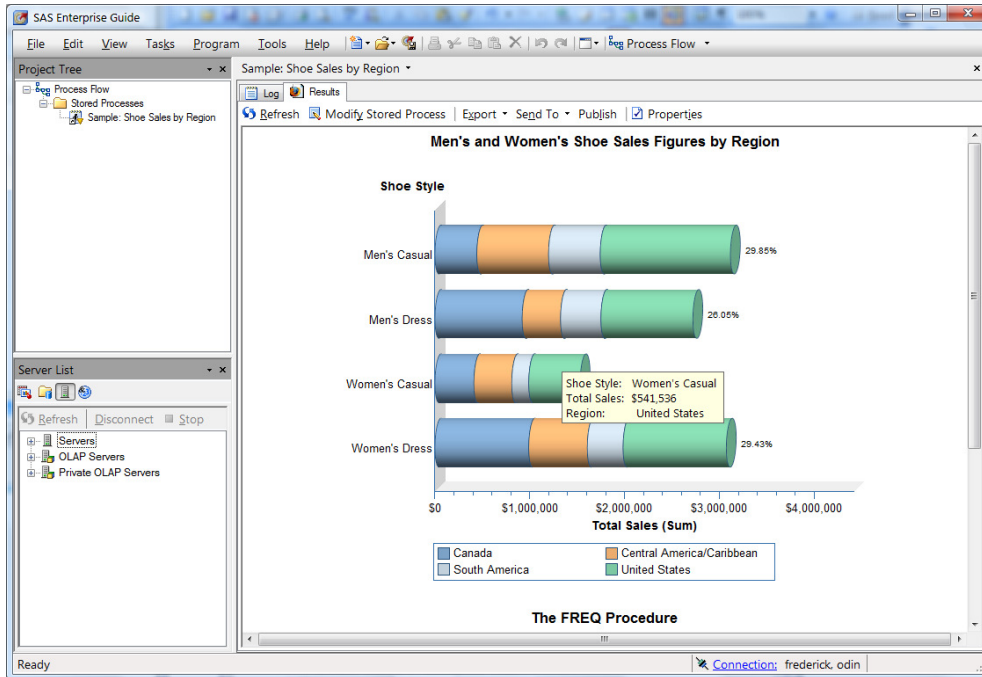 SAS Enterprise Guide
File Edit View Tasks Program Tools Help Process Flow
Project Tree
Process Flow
Stored Processes
Sample: Shoe Sales by Region
Server List
Refresh Disconnect Stop
Servers
OLAP Servers
Private OLAP Servers
Sample: Shoe Sales by Region
Log Results
Refresh Modify Stored Process Export Send To Publish Properties
Men's and Women's Shoe Sales Figures by Region
Shoe Style
Men's Casual 29.85%
Men's Dress 26.05%
Women's Casual
Shoe Style: Women's Casual
Total Sales: $541,536
Region: United States
Women's Dress 29.43%
$0 $1,000,000 $2,000,000 $3,000,000 $4,000,000
Total Sales (Sum)
Canada Central America/Caribbean
South America United States
The FREQ Procedure
Ready Connection: frederick, odin